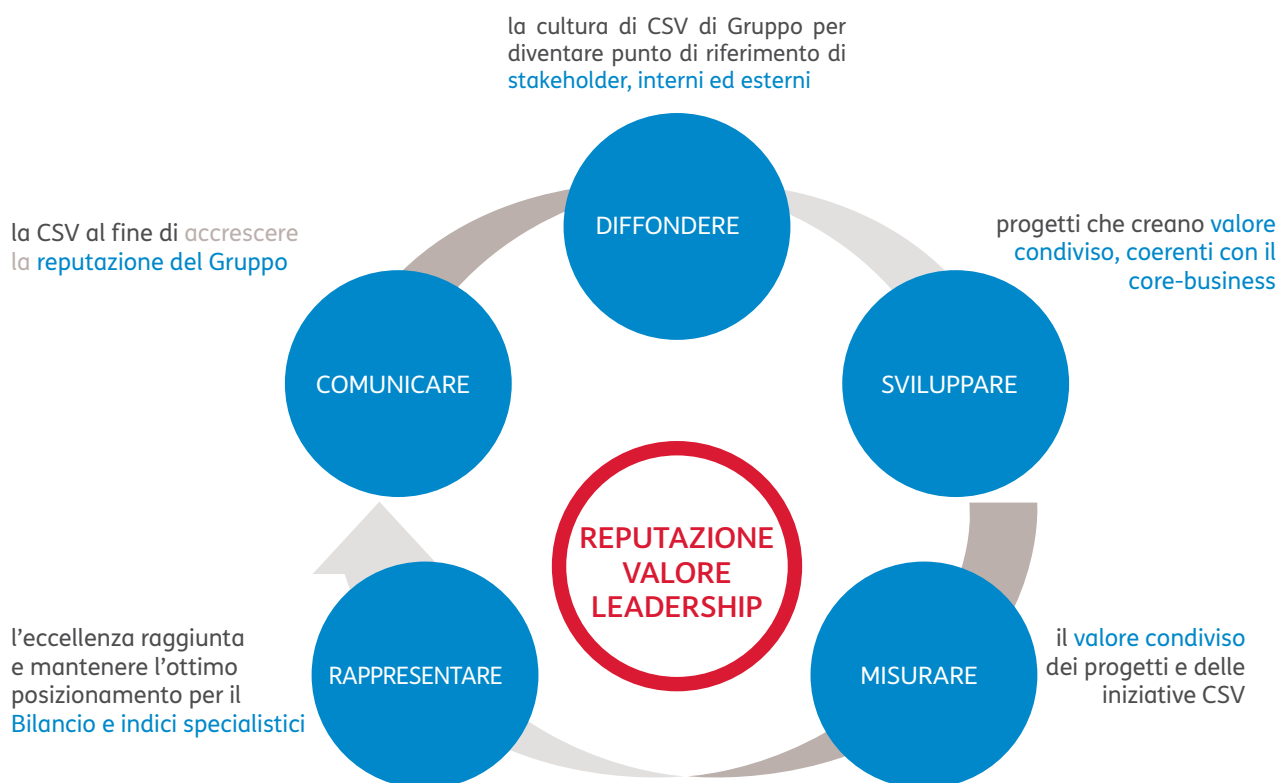 la cultura di CSV di Gruppo per
diventare punto di riferimento di
stakeholder, interni ed esterni
DIFFONDERE
progetti che creano valore
condiviso, coerenti con il
core-business
SVILUPPARE
il valore condiviso
dei progetti e delle
iniziative CSV
MISURARE
l’eccellenza raggiunta
e mantenere l’ottimo
posizionamento per il
Bilancio e indici specialistici
RAPPRESENTARE
la CSV al fine di accrescere
la reputazione del Gruppo
COMUNICARE
REPUTAZIONE
VALORE
LEADERSHIP